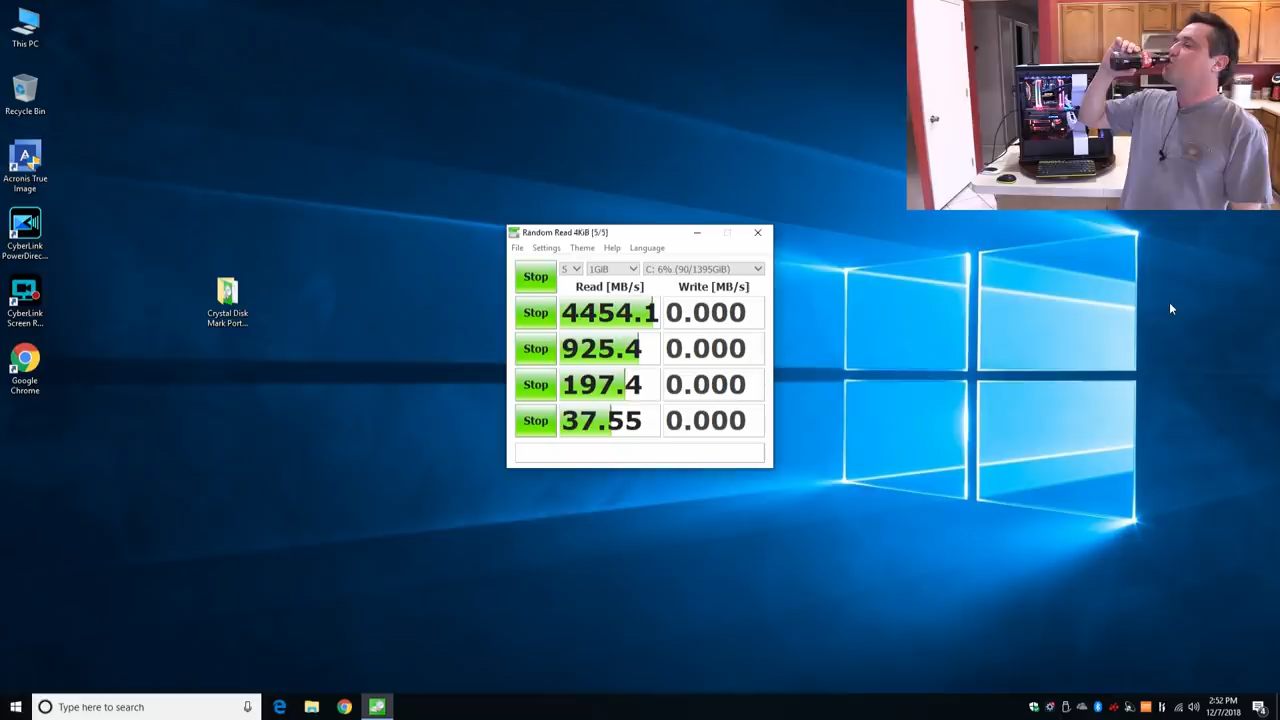 This PC
Recycle Bin
Acronis True
Image
CyberLink
PowerDirec...
CyberLink
Screen R...
Google
Chrome
Crystal Disk
Mark Port...
Random Read 4KiB [5/5]
File Settings Theme Help Language
Stop 5 1GiB C: 6% (90/1395GiB)
Read [MB/s] Write [MB/s]
Stop 4454.1 0.000
Stop 925.4 0.000
Stop 197.4 0.000
Stop 37.55 0.000
Type here to search
2:52 PM
12/7/2018
4